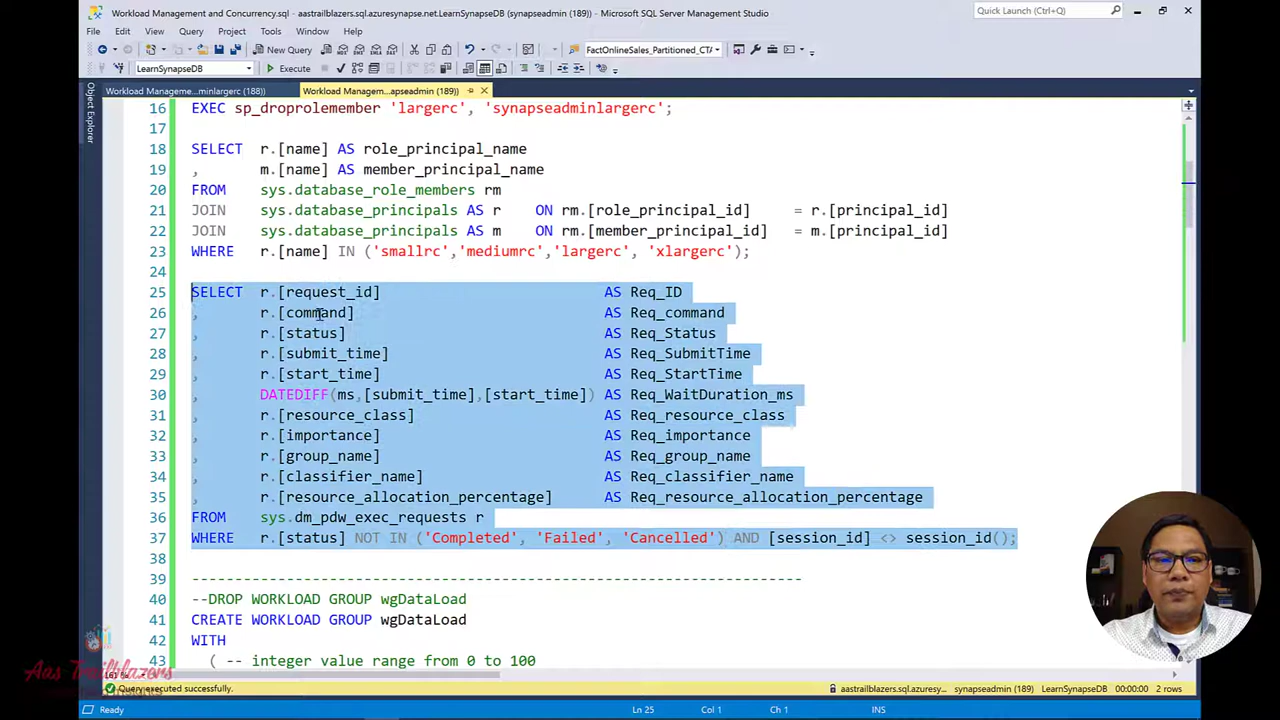 Workload Management and Concurrency.sql - aastrailblazers.sql.azuresynapse.net.LearnSynapseDB (synapseadmin (189)) - Microsoft SQL Server Management Studio
Quick Launch (Ctrl+Q)
File Edit View Query Project Tools Window Help
New Query
FactOnlineSales_Partitioned_CTA
LearnSynapseDB
Execute
Object Explorer
Workload Manageme...minlargerc (188))
Workload Managem...apseadmin (189))
16 EXEC sp_droprolemember 'largerc', 'synapseadminlargerc';
17
18 SELECT r.[name] AS role_principal_name
19 , m.[name] AS member_principal_name
20 FROM sys.database_role_members rm
21 JOIN sys.database_principals AS r ON rm.[role_principal_id] = r.[principal_id]
22 JOIN sys.database_principals AS m ON rm.[member_principal_id] = m.[principal_id]
23 WHERE r.[name] IN ('smallrc','mediumrc','largerc', 'xlargerc');
24
25 SELECT r.[request_id] AS Req_ID
26 , r.[command] AS Req_command
27 , r.[status] AS Req_Status
28 , r.[submit_time] AS Req_SubmitTime
29 , r.[start_time] AS Req_StartTime
30 , DATEDIFF(ms,[submit_time],[start_time]) AS Req_WaitDuration_ms
31 , r.[resource_class] AS Req_resource_class
32 , r.[importance] AS Req_importance
33 , r.[group_name] AS Req_group_name
34 , r.[classifier_name] AS Req_classifier_name
35 , r.[resource_allocation_percentage] AS Req_resource_allocation_percentage
36 FROM sys.dm_pdw_exec_requests r
37 WHERE r.[status] NOT IN ('Completed', 'Failed', 'Cancelled') AND [session_id] <> session_id();
38
39 -----------------------------------------------------------------------
40 --DROP WORKLOAD GROUP wgDataLoad
41 CREATE WORKLOAD GROUP wgDataLoad
42 WITH
43 ( -- integer value range from 0 to 100
Aas Trailblazers
161 %
Query executed successfully.
aastrailblazers.sql.azuresy...
synapseadmin (189)
LearnSynapseDB
00:00:00
2 rows
Ready
Ln 25
Col 1
Ch 1
INS